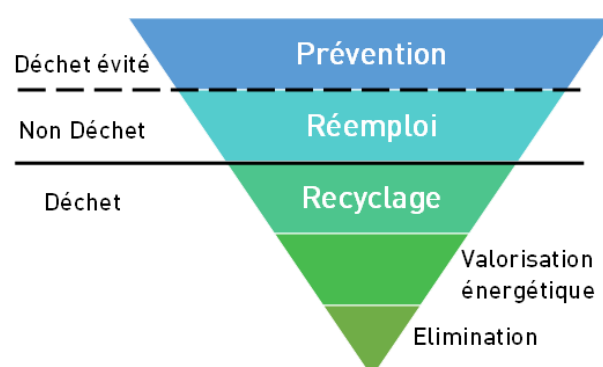 Prévention
Déchet évité
Réemploi
Non Déchet
Recyclage
Déchet
Valorisation
énergétique
Elimination